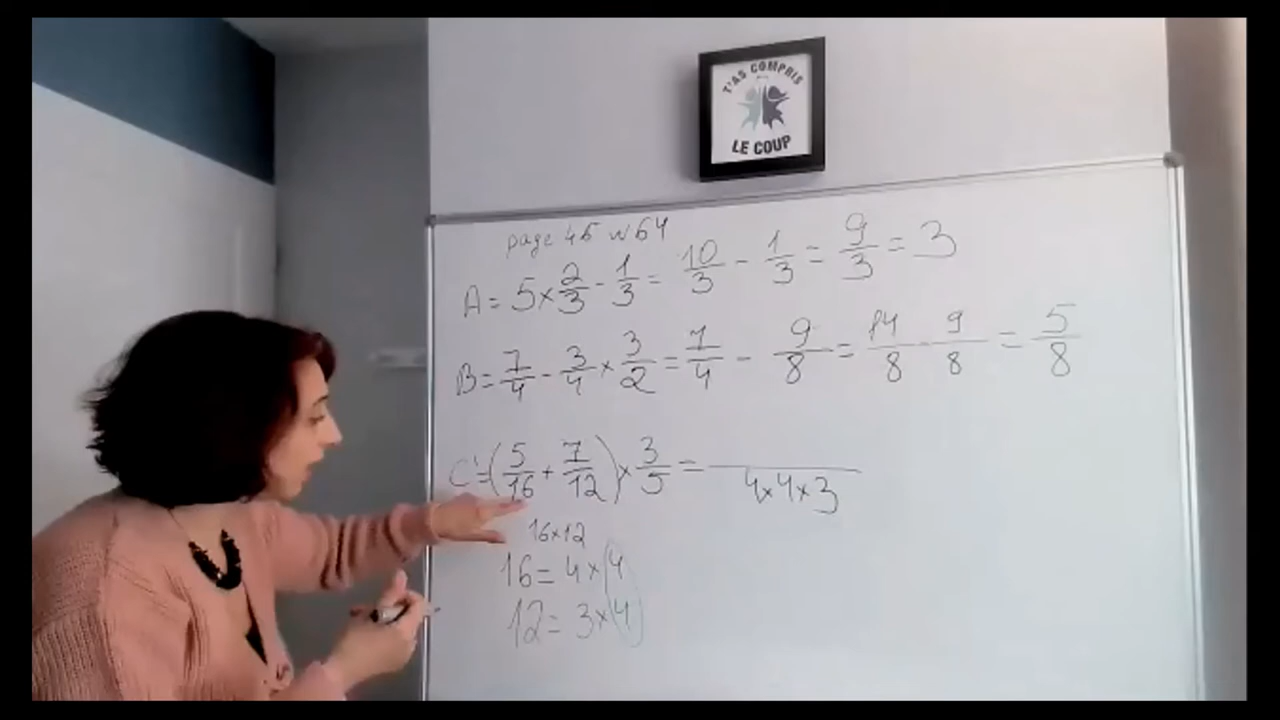 T'AS COMPRIS
LE COUP
page 46 n°64
A = 5 × 2/3 - 1/3 = 10/3 - 1/3 = 9/3 = 3
B = 7/4 - 3/4 × 3/2 = 7/4 - 9/8 = 14/8 - 9/8 = 5/8
C = (5/16 + 7/12) × 3/5 = /(4×4×3)
16×12
16 = 4×4
12 = 3×4